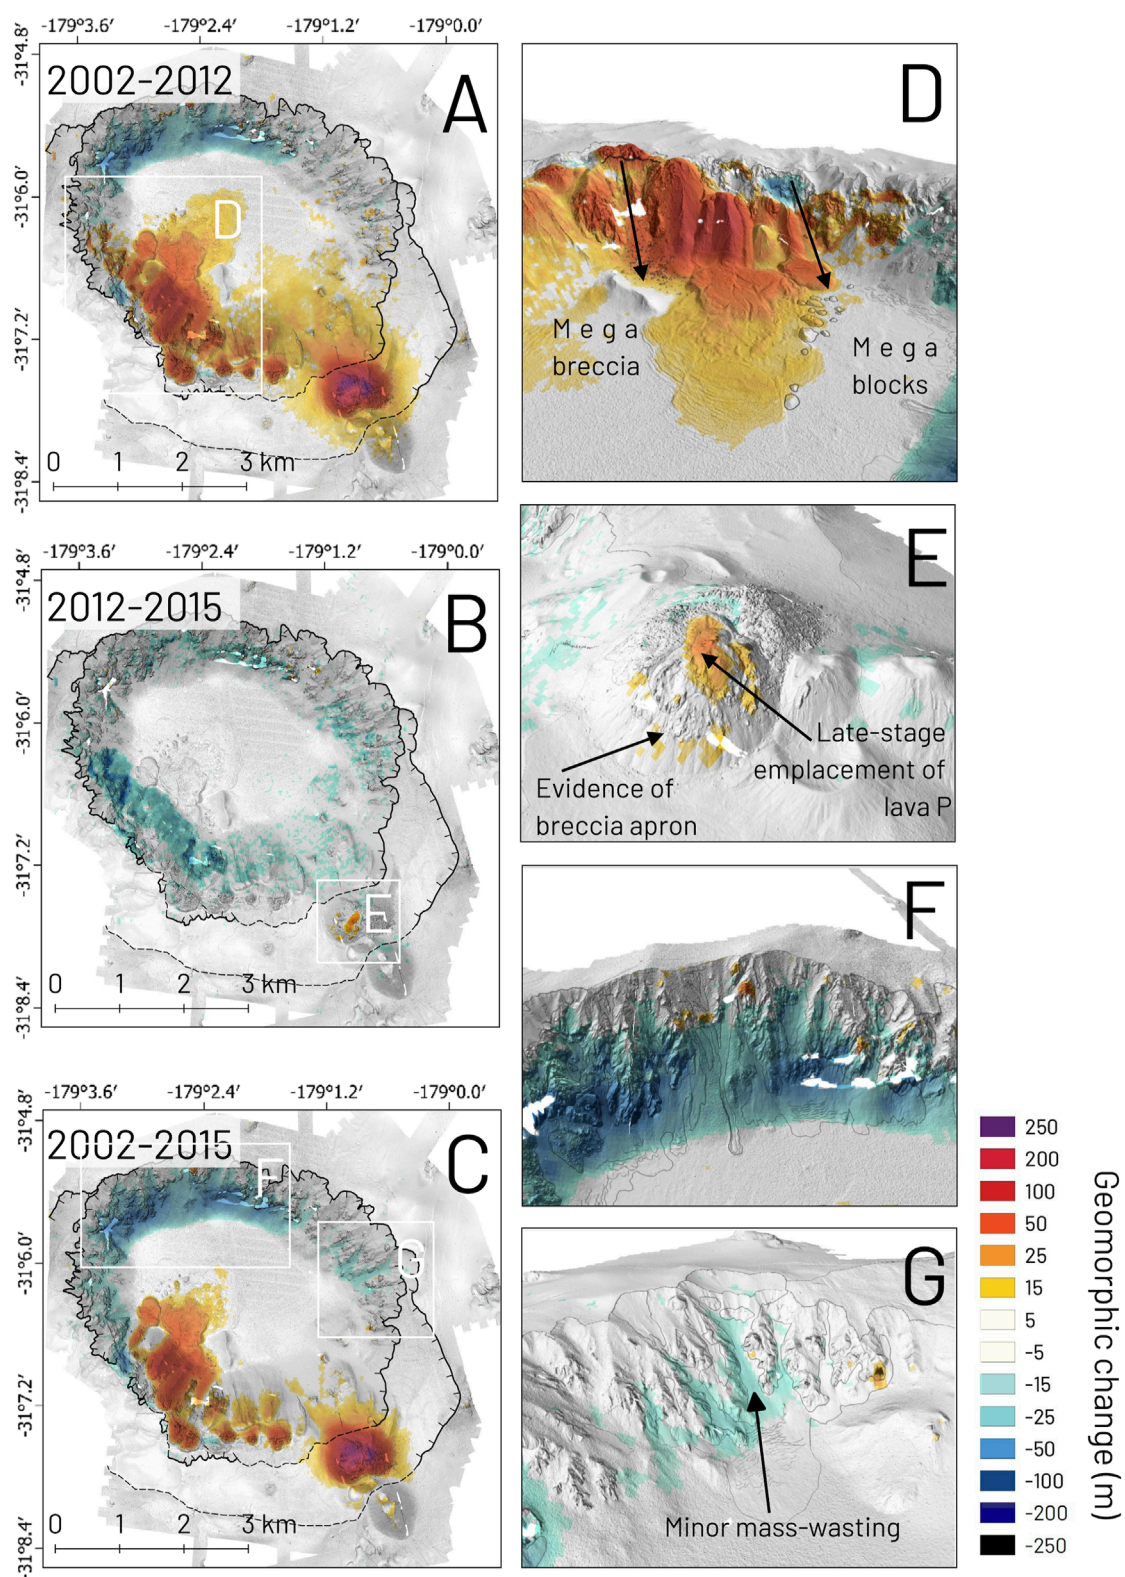 -179°3.6′ -179°2.4′ -179°1.2′ -179°0.0′
-31°4.8′
-31°6.0′
-31°7.2′
-31°8.4′
2002-2012
A
D
0 1 2 3 km
D
Mega
breccia
Mega
blocks
-179°3.6′ -179°2.4′ -179°1.2′ -179°0.0′
-31°4.8′
-31°6.0′
-31°7.2′
-31°8.4′
2012-2015
B
E
0 1 2 3 km
E
Late-stage
emplacement of
lava P
Evidence of
breccia apron
F
-179°3.6′ -179°2.4′ -179°1.2′ -179°0.0′
-31°4.8′
-31°6.0′
-31°7.2′
-31°8.4′
2002-2015
C
F
G
0 1 2 3 km
G
Minor mass-wasting
250
200
100
50
25
15
5
-5
-15
-25
-50
-100
-200
-250
Geomorphic change (m)